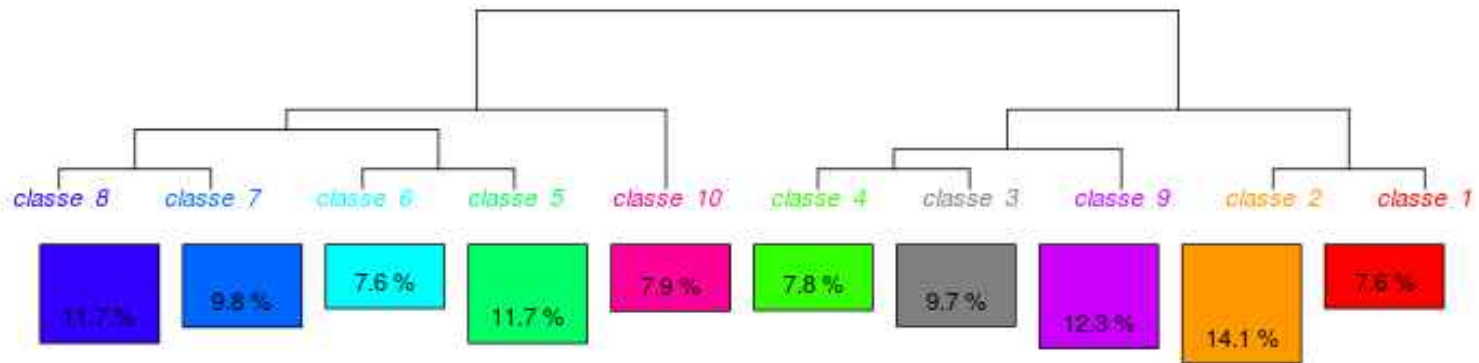 classe 8 classe 7 classe 6 classe 5 classe 10 classe 4 classe 3 classe 9 classe 2 classe 1
11.7 % 9.8 % 7.6 % 11.7 % 7.9 % 7.8 % 9.7 % 12.3 % 14.1 % 7.6 %